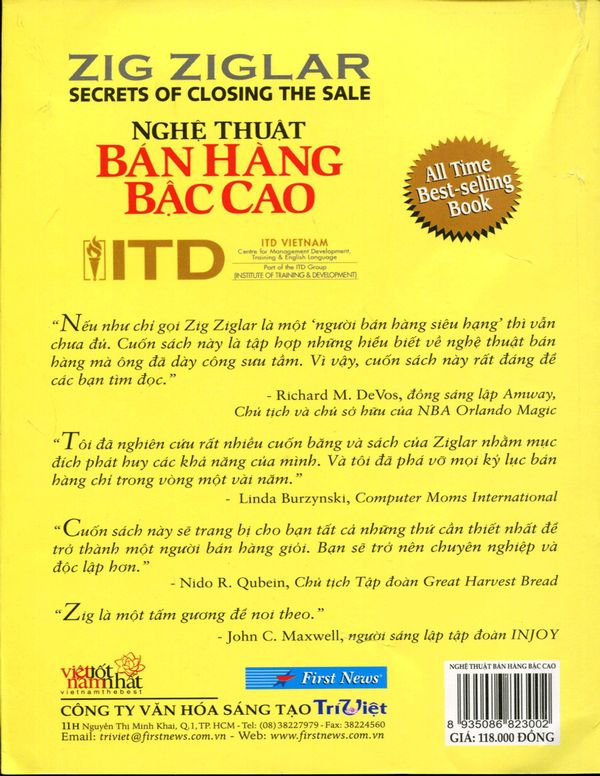 ZIG ZIGLAR
SECRETS OF CLOSING THE SALE
NGHỆ THUẬT
BÁN HÀNG
BẬC CAO
All Time
Best-selling
Book
ITD
ITD VIETNAM
Centre for Management Development,
Training & English Language
Part of the ITD Group
(INSTITUTE OF TRAINING & DEVELOPMENT)
“Nếu như chỉ gọi Zig Ziglar là một ‘người bán hàng siêu hạng’ thì vẫn
chưa đủ. Cuốn sách này là tập hợp những hiểu biết về nghệ thuật bán
hàng mà ông đã dày công sưu tầm. Vì vậy, cuốn sách này rất đáng để
các bạn tìm đọc.”
- Richard M. DeVos, đồng sáng lập Amway,
Chủ tịch và chủ sở hữu của NBA Orlando Magic
“Tôi đã nghiên cứu rất nhiều cuốn băng và sách của Ziglar nhằm mục
đích phát huy các khả năng của mình. Và tôi đã phá vỡ mọi kỷ lục bán
hàng chỉ trong vòng một vài năm.”
- Linda Burzynski, Computer Moms International
“Cuốn sách này sẽ trang bị cho bạn tất cả những thứ cần thiết nhất để
trở thành một người bán hàng giỏi. Bạn sẽ trở nên chuyên nghiệp và
độc lập hơn.”
- Nido R. Qubein, Chủ tịch Tập đoàn Great Harvest Bread
“Zig là một tấm gương để noi theo.”
- John C. Maxwell, người sáng lập tập đoàn INJOY
việt tốt
nam nhất
vietnamthebest
First News
CÔNG TY VĂN HÓA SÁNG TẠO Trí Việt
11H Nguyễn Thị Minh Khai, Q.1, TP. HCM - Tel: (08) 38227979 - Fax: 38224560
Email: triviet@firstnews.com.vn - Web: www.firstnews.com.vn
NGHỆ THUẬT BÁN HÀNG BẬC CAO
8 935086 823002
GIÁ: 118.000 ĐỒNG